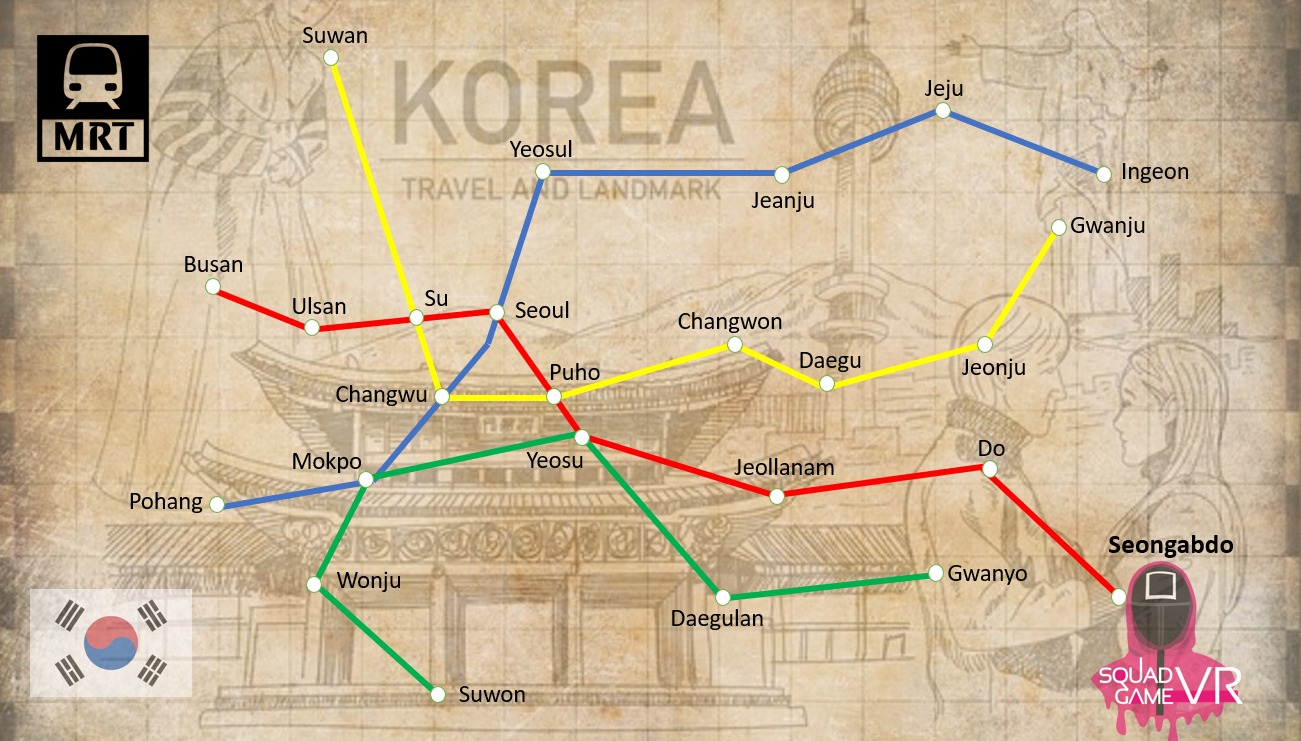 Suwan
MRT
KOREA
TRAVEL AND LANDMARK
Jeju
Yeosul
Jeanju
Ingeon
Gwanju
Busan
Ulsan
Su
Seoul
Changwon
Daegu
Jeonju
Changwu
Puho
Mokpo
Yeosu
Jeollanam
Do
Pohang
Seongabdo
Wonju
Gwanyo
Daegulan
Suwon
SQUAD
GAME VR